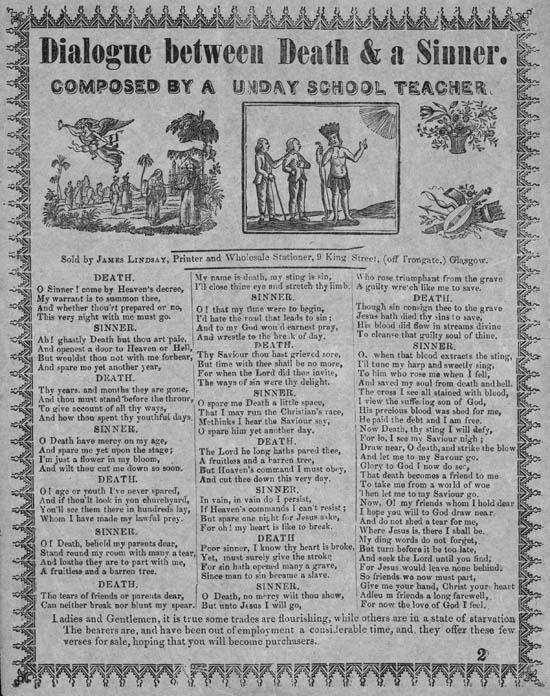 Dialogue between Death & a Sinner.
COMPOSED BY A UNDAY SCHOOL TEACHER.
Sold by JAMES LINDSAY, Printer and Wholesale Stationer, 9 King Street, (off Trongate,) Glasgow.
DEATH.
O Sinner! come by Heaven's decree,
My warrant is to summon thee,
And whether thou'rt prepared or no,
This very night with me must go.
SINNER.
Ah! ghastly Death but thou art pale,
And openest a door to Heaven or Hell,
But wouldst thou not with me forbear,
And spare me yet another year,
DEATH.
Thy years, and months they are gone,
And thou must stand before the throne,
To give account of all thy ways,
And how thou spent thy youthful days.
SINNER.
O Death have mercy on my age,
And spare me yet upon the stage;
I'm just a flower in my bloom,
And wilt thou cut me down so soon.
DEATH.
Of age or youth I've never spared,
And if thou'lt look in you churchyard,
You'll see them there in hundreds lay,
Whom I have made my lawful prey.
SINNER.
O! Death, behold my parents dear,
Stand round my room with many a tear,
And loathe they are to part with me,
A fruitless and a barren tree.
DEATH.
The tears of friends or parents dear,
Can neither break nor blunt my spear.
My name is death, my sting is sin,
I'll close thine eye and stretch thy limb.
SINNER.
O! that my time were to begin,
I'd hate the road that leads to sin;
And to my God would earnest pray,
And wrestle to the break of day.
DEATH.
Thy Saviour thou hast grieved sore,
But time with thee shall be no more,
For when the Lord did thee invite,
The ways of sin were thy delight.
SINNER.
O spare me Death a little space,
That I may run the Christian's race,
Methinks I hear the Saviour say,
O spare him yet another day.
DEATH.
The Lord he long haths pared thee,
A fruitless and a barren tree,
But Heaven's command I must obey,
And cut thee down this very day.
SINNER.
In vain, in vain do I persist,
If Heaven's commands I can't resist;
But spare one night for Jesus sake,
For oh! my heart is like to break.
DEATH
Poor sinner, I know thy heart is broke,
Yet, must surely give the stroke
For sin hath opened many a grave,
Since man to sin became a slave.
SINNER.
O Death, no mercy wilt thou show,
But unto Jesus I will go,
Who rose triumphant from the grave
A guilty wretch like me to save.
DEATH.
Though sin consign thee to the grave
Jesus hath died thy sins to save,
His blood did flow in streams divine
To cleanse that guilty soul of thine.
SINNER.
O, when that blood extracts the sting,
I'll tune my harp and sweetly sing,
To him who rose me when I fell,
And saved my soul from death and hell.
The cross I see all stained with blood,
I view the suffering son of God,
His precious blood was shed for me,
He paid the debt and I am free.
Now Death, thy sting I will defy,
For lo, I see my Saviour nigh;
Draw near, O death, and strike the blow
And let me to my Saviour go.
Glory to God I now do see,
That death becomes a friend to me
To take me from a world of woe
Then let me to my Saviour go.
Now, O! my friends whom I hold dear
I hope you will to God draw near,
And do not shed a tear for me,
Where Jesus is, there I shall be.
My ding words do not forget,
But turn before it be too late,
And seek the Lord until you find;
For Jesus would leave none behind;
So friends we now must part,
Give me your hand, Christ your heart
Adieu m friends a long farewell,
For now the love of God I feel.
Ladies and Gentlemen, it is true some trades are flourishing, while others are in a state of starvation
The bearers are, and have been out of employment a considerable time, and they offer these few
verses for sale, hoping that you will become purchasers.
2